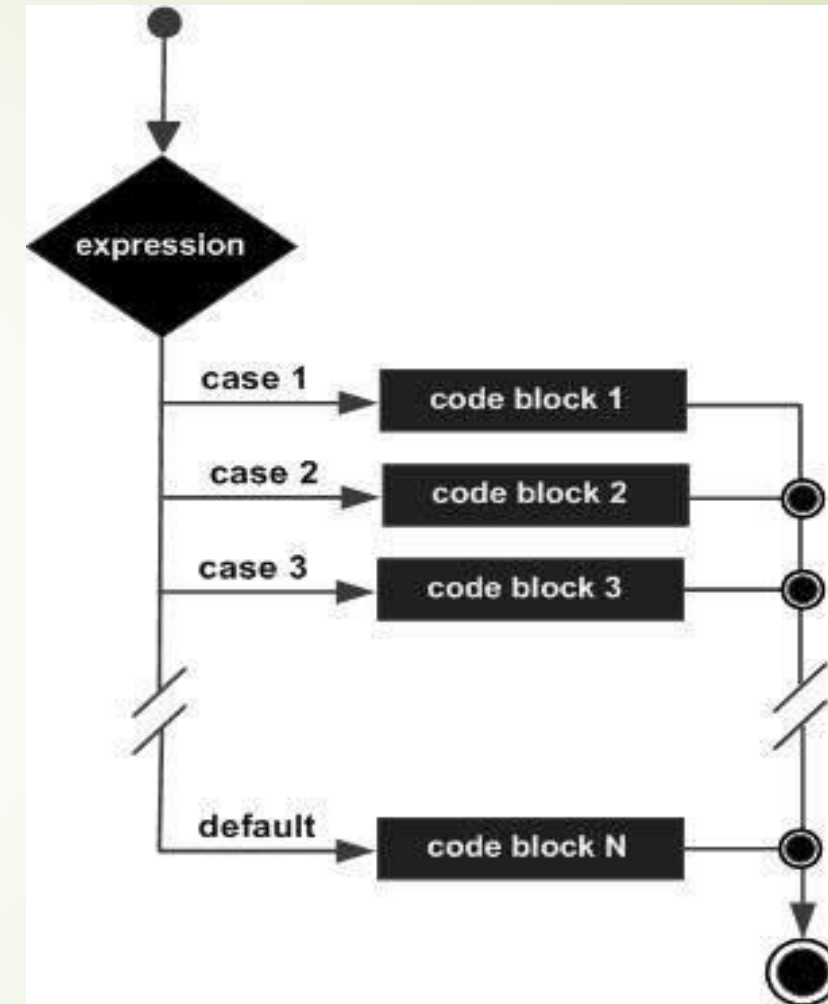 expression
case 1
code block 1
case 2
code block 2
case 3
code block 3
default
code block N